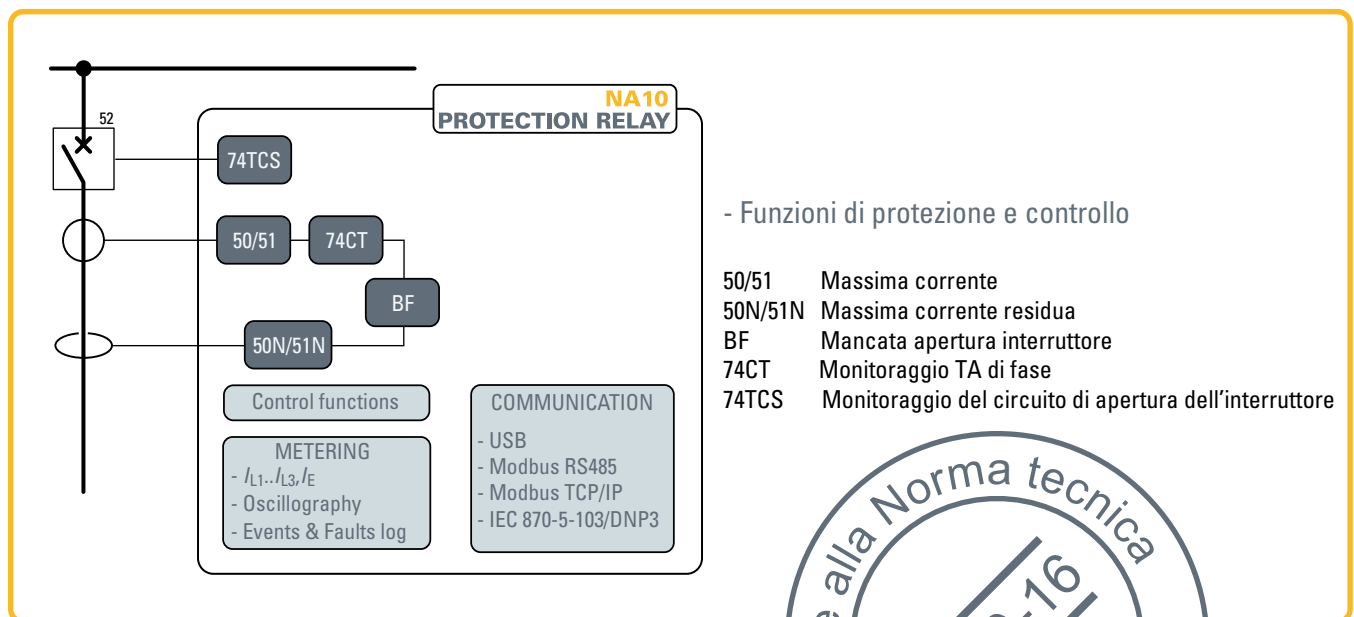 NA10
PROTECTION RELAY
52
74TCS
50/51
74CT
BF
50N/51N
Control functions
METERING
- IL1..IL3, IE
- Oscillography
- Events & Faults log
COMMUNICATION
- USB
- Modbus RS485
- Modbus TCP/IP
- IEC 870-5-103/DNP3
- Funzioni di protezione e controllo
50/51 Massima corrente
50N/51N Massima corrente residua
BF Mancata apertura interruttore
74CT Monitoraggio TA di fase
74TCS Monitoraggio del circuito di apertura dell’interruttore
alla Norma tecnica